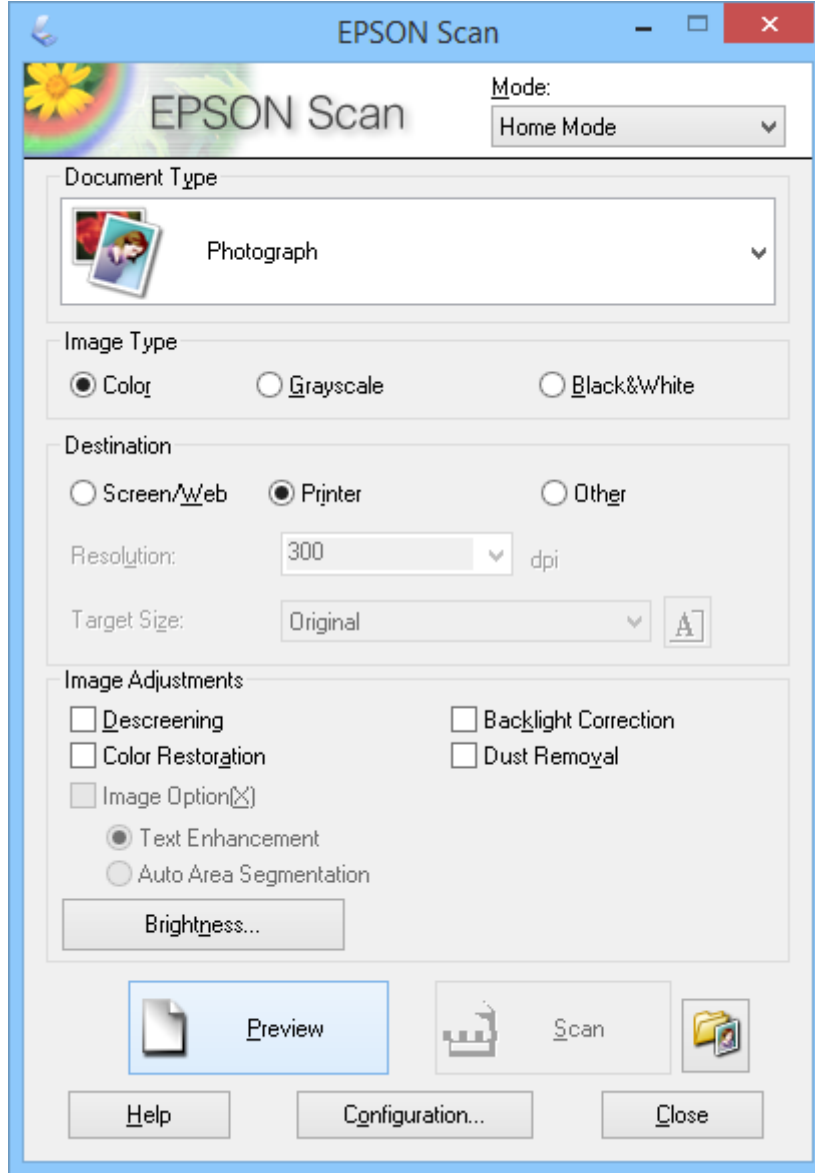 EPSON Scan
EPSON Scan
Mode:
Home Mode
Document Type
Photograph
Image Type
Color Grayscale Black&White
Destination
Screen/Web Printer Other
Resolution: 300 dpi
Target Size: Original A
Image Adjustments
Descreening Backlight Correction
Color Restoration Dust Removal
Image Option(X)
Text Enhancement
Auto Area Segmentation
Brightness...
Preview Scan
Help Configuration... Close